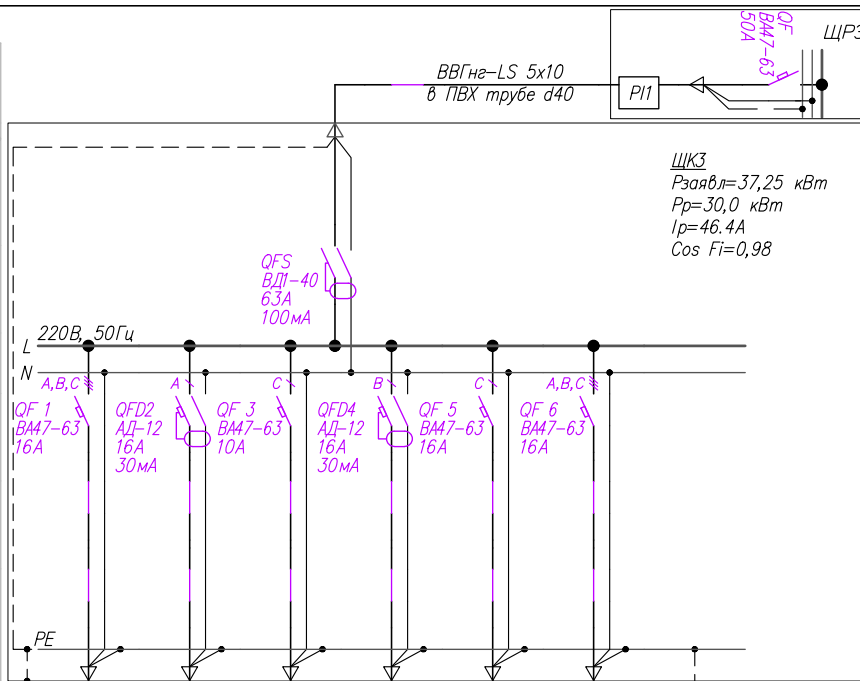 QF
ВА47-63
50А
ЩРЗ
ВВГнг-LS 5х10
в ПВХ трубе d40
PI1
ЩК3
Рзаявл=37,25 кВт
Рр=30,0 кВт
Ip=46.4А
Cos Fi=0,98
QFS
ВД1-40
63А
100мА
220В, 50Гц
L
N
А,В,С
А
С
В
С
А,В,С
QF 1
ВА47-63
16А
QFD2
АД-12
16А
30мА
QF 3
ВА47-63
10А
QFD4
АД-12
16А
30мА
QF 5
ВА47-63
16А
QF 6
ВА47-63
16А
PE